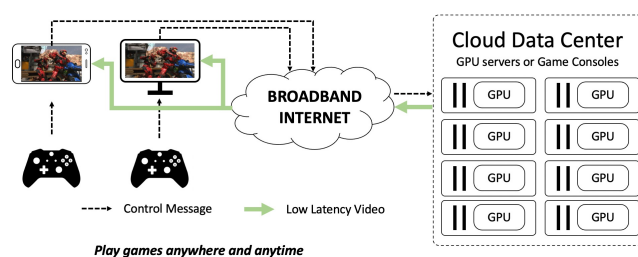 Cloud Data Center
GPU servers or Game Consoles
BROADBAND
INTERNET
GPU
GPU
GPU
GPU
GPU
GPU
GPU
GPU
Control Message
Low Latency Video
Play games anywhere and anytime